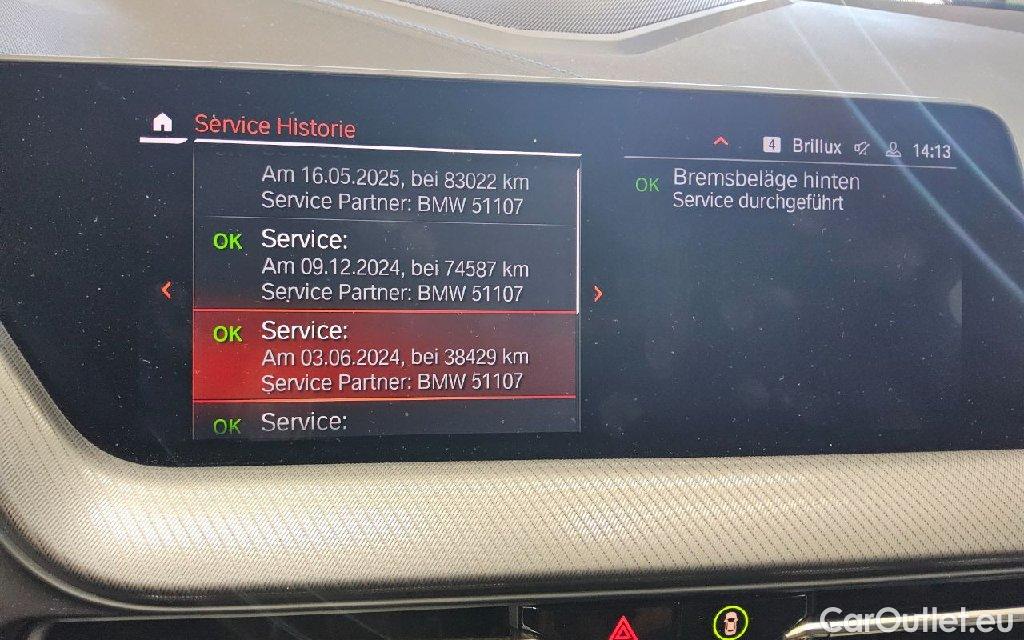 Service Historie
4 Brillux 14:13
Am 16.05.2025, bei 83022 km
Service Partner: BMW 51107
OK Service:
Am 09.12.2024, bei 74587 km
Service Partner: BMW 51107
OK Service:
Am 03.06.2024, bei 38429 km
Service Partner: BMW 51107
OK Service:
OK Bremsbeläge hinten
Service durchgeführt
CarOutlet.eu